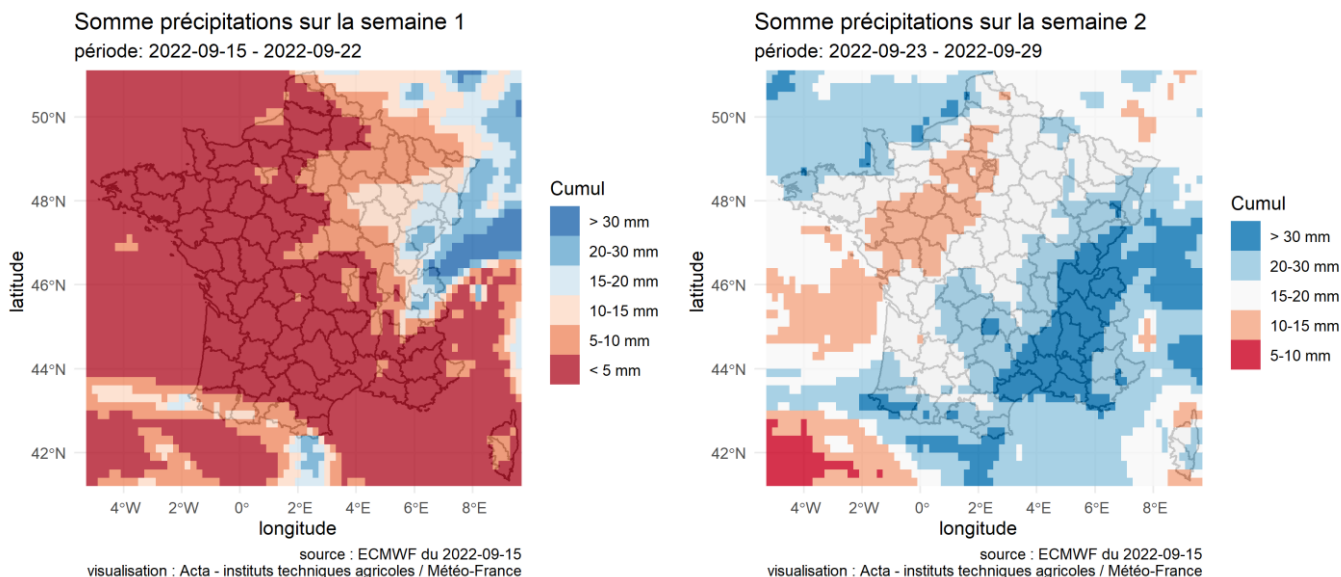 Somme précipitations sur la semaine 1
période: 2022-09-15 - 2022-09-22
50°N
48°N
46°N
44°N
42°N
latitude
4°W 2°W 0° 2°E 4°E 6°E 8°E
longitude
Cumul
> 30 mm
20-30 mm
15-20 mm
10-15 mm
5-10 mm
< 5 mm
source : ECMWF du 2022-09-15
visualisation : Acta - instituts techniques agricoles / Météo-France
Somme précipitations sur la semaine 2
période: 2022-09-23 - 2022-09-29
50°N
48°N
46°N
44°N
42°N
latitude
4°W 2°W 0° 2°E 4°E 6°E 8°E
longitude
Cumul
> 30 mm
20-30 mm
15-20 mm
10-15 mm
5-10 mm
source : ECMWF du 2022-09-15
visualisation : Acta - instituts techniques agricoles / Météo-France